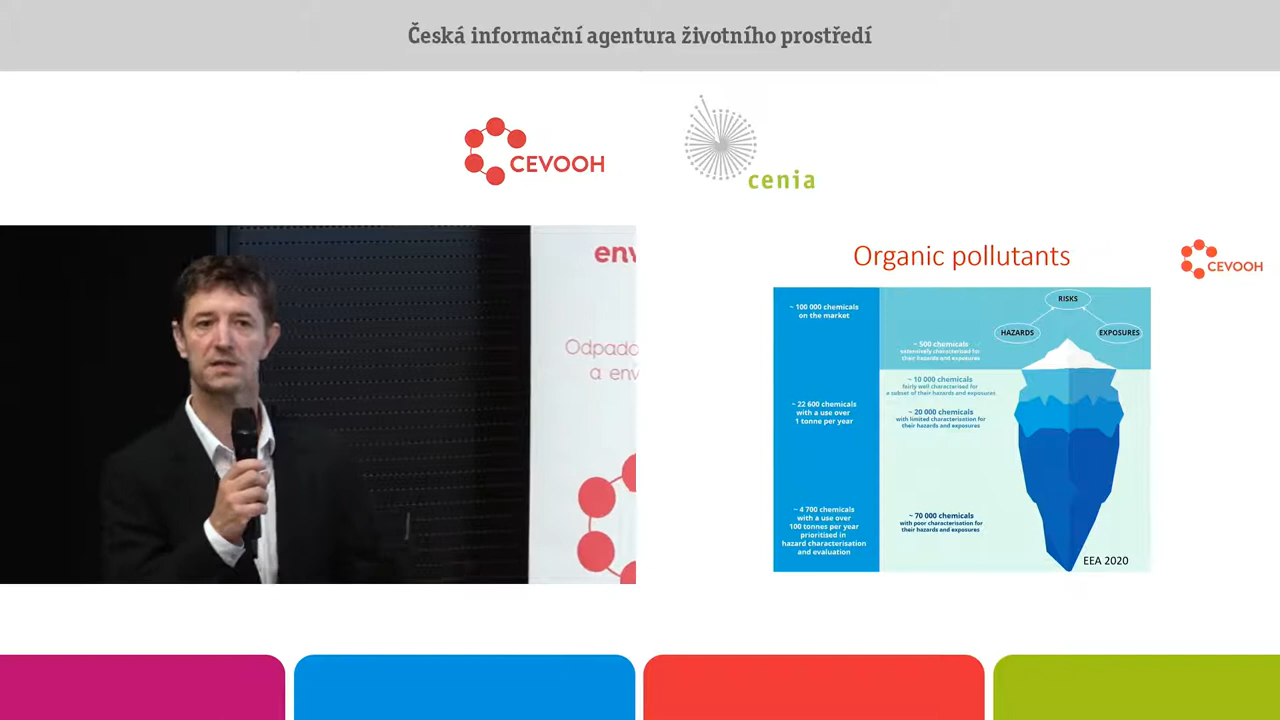 Česká informační agentura životního prostředí
CEVOOH
cenia
env
Odpado
a env
Organic pollutants
CEVOOH
~ 100 000 chemicals
on the market
~ 22 600 chemicals
with a use over
1 tonne per year
~ 4 700 chemicals
with a use over
100 tonnes per year
prioritised in
hazard characterisation
and evaluation
RISKS
HAZARDS
EXPOSURES
~ 500 chemicals
extensively characterised for
their hazards and exposures
~ 10 000 chemicals
fairly well characterised for
a subset of their hazards and exposures
~ 20 000 chemicals
with limited characterisation for
their hazards and exposures
~ 70 000 chemicals
with poor characterisation for
their hazards and exposures
EEA 2020